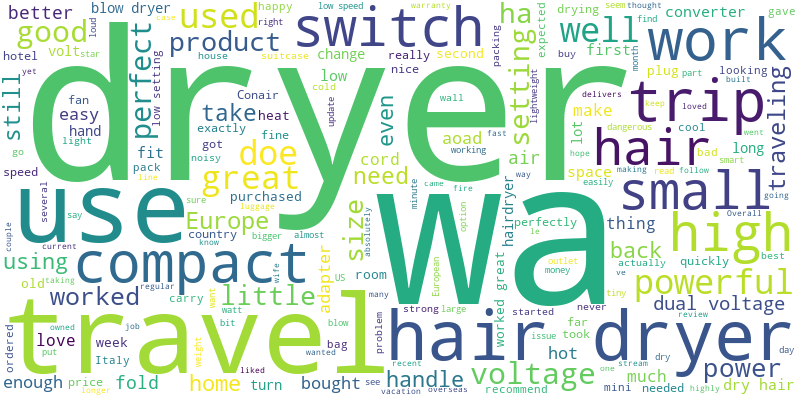 dryer
wa
travel
use
hair dryer
compact
switch
work
trip
hair
small
high
powerful
voltage
great
doe
product
used
good
better
blow dryer
happy
loud
low speed
warranty
case
seem
thought
right
drying
converter
gave
find
volt
star
hotel
house
change
really
second
packing
expected
well
ha
first
buy
plug
part
looking
month
built
yet
fan
low setting
suitcase
nice
low
setting
lightweight
delivers
keep
loved
still
perfect
easy
hand
Conair
take
heat
cold
update
wall
even
make
dangerous
went
traveling
exactly
got
fine
aoad
working
fast
lot
cool
bad
smart
go
light
fit
noisy
cord
need
air
way
hope
making
read
follow
long
speed
pack
line
purchased
minute
came
fire
space
easily
going
several
sure
luggage
Europe
size
absolutely
hairdryer
perfectly
thing
Overall
couple
say
country
bigger
almost
option
le
back
actually
quickly
best
current
know
wife
European
using
old
taking
regular
adapter
US
room
worked great
outlet
money
ve
tiny
worked
carry
watt
little
many
strong
large
started
never
dual voltage
owned
job
want
bit
blow
problem
issue
far
took
review
ordered
love
put
week
Italy
weight
liked
bag
wanted
hot
recent
one
stream
dry
power
day
enough
price
longer
fold
home
turn
bought
see
handle
vacation
overseas
recommend
mini
needed
much
highly
dry hair